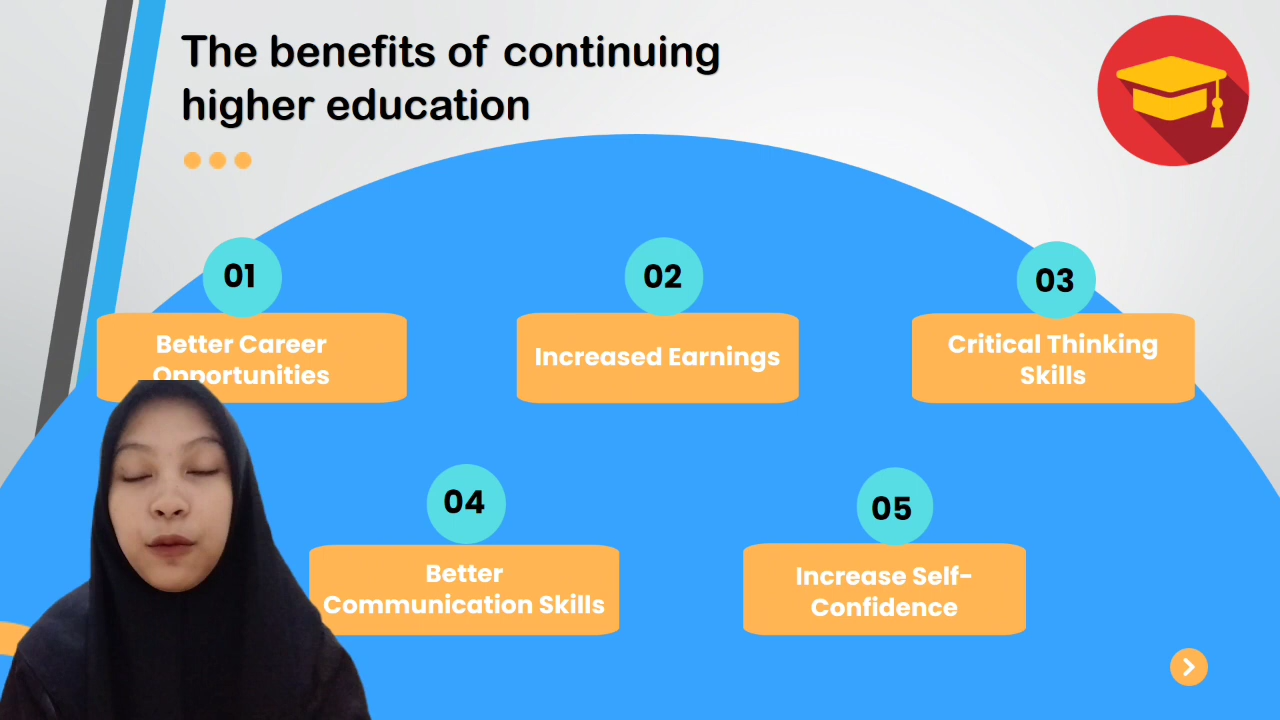 The benefits of continuing
higher education
01
Better Career
Opportunities
02
Increased Earnings
03
Critical Thinking
Skills
04
Better
Communication Skills
05
Increase Self-
Confidence